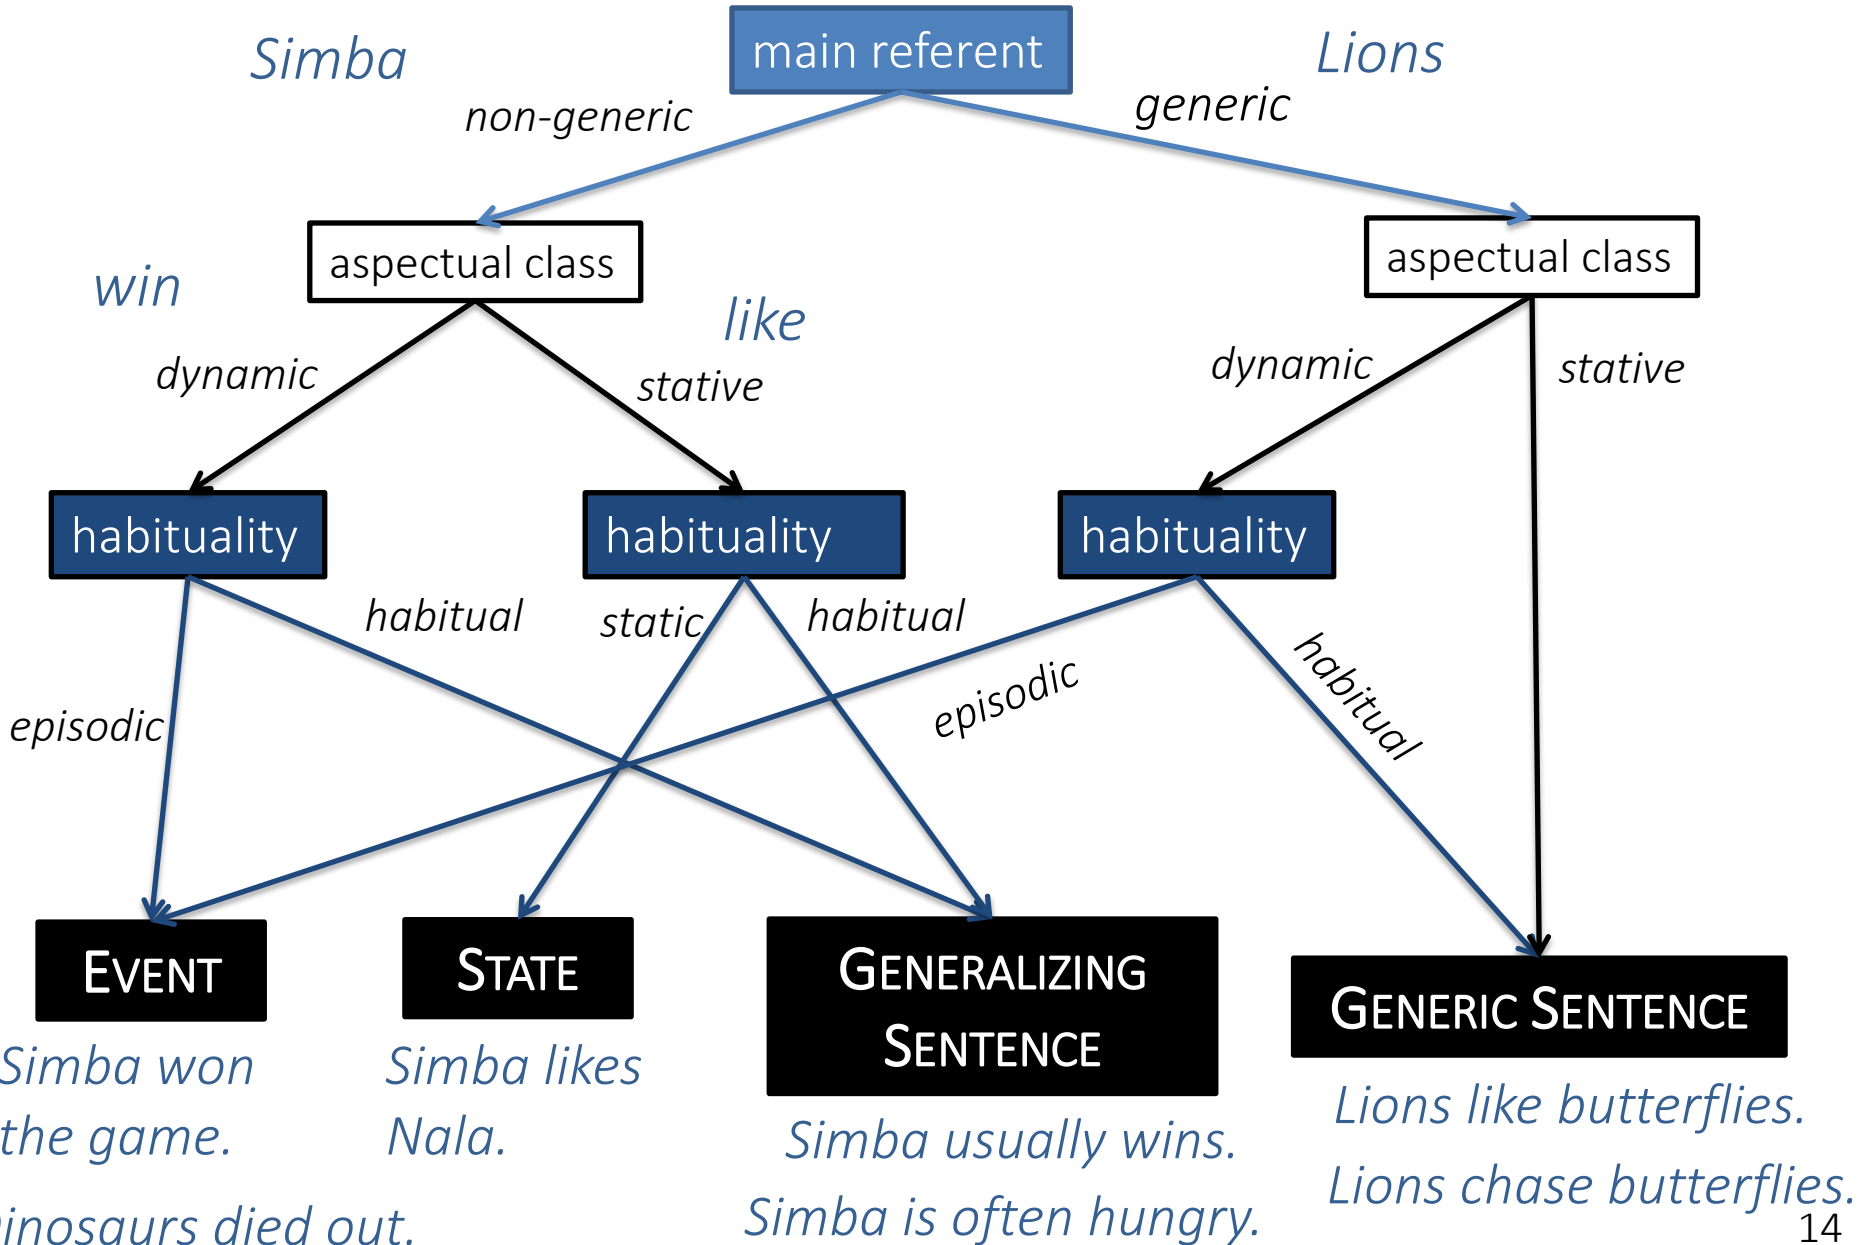 Simba
main referent
Lions
non-generic
generic
aspectual class
aspectual class
win
like
dynamic
stative
dynamic
stative
habituality
habituality
habituality
habitual
static
habitual
episodic
episodic
habitual
EVENT
STATE
GENERALIZING
SENTENCE
GENERIC SENTENCE
Simba won
the game.
Simba likes
Nala.
Simba usually wins.
Simba is often hungry.
Lions like butterflies.
Lions chase butterflies.
inosaurs died out.
14